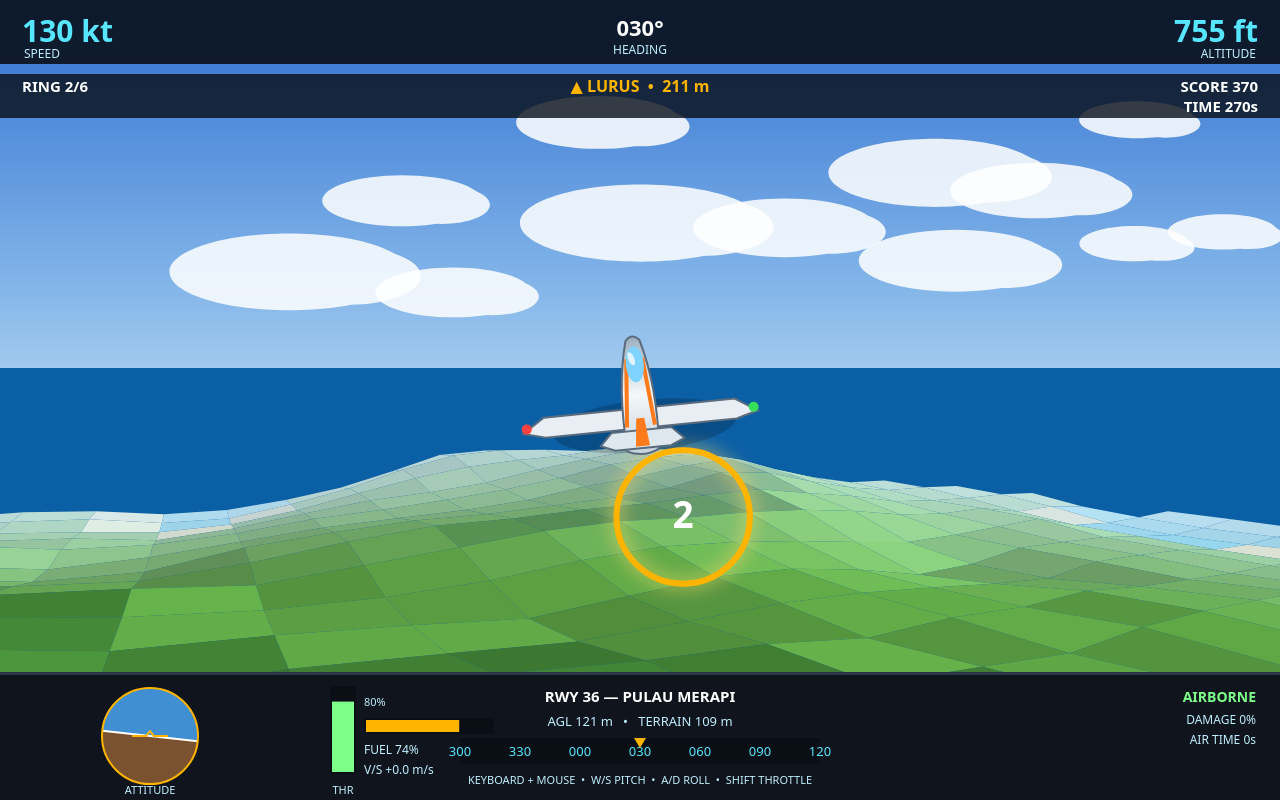 130 kt
SPEED
030°
HEADING
755 ft
ALTITUDE
RING 2/6
▲ LURUS • 211 m
SCORE 370
TIME 270s
2
ATTITUDE
80%
FUEL 74%
V/S +0.0 m/s
THR
RWY 36 — PULAU MERAPI
AGL 121 m • TERRAIN 109 m
300 330 000 030 060 090 120
KEYBOARD + MOUSE • W/S PITCH • A/D ROLL • SHIFT THROTTLE
AIRBORNE
DAMAGE 0%
AIR TIME 0s